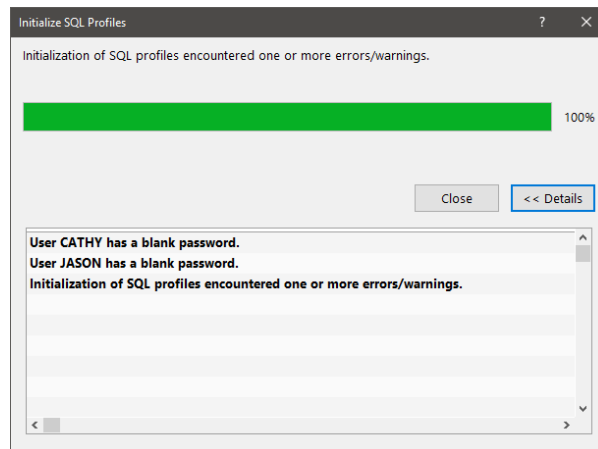 Initialize SQL Profiles
Initialization of SQL profiles encountered one or more errors/warnings.
100%
Close
<< Details
User CATHY has a blank password.
User JASON has a blank password.
Initialization of SQL profiles encountered one or more errors/warnings.